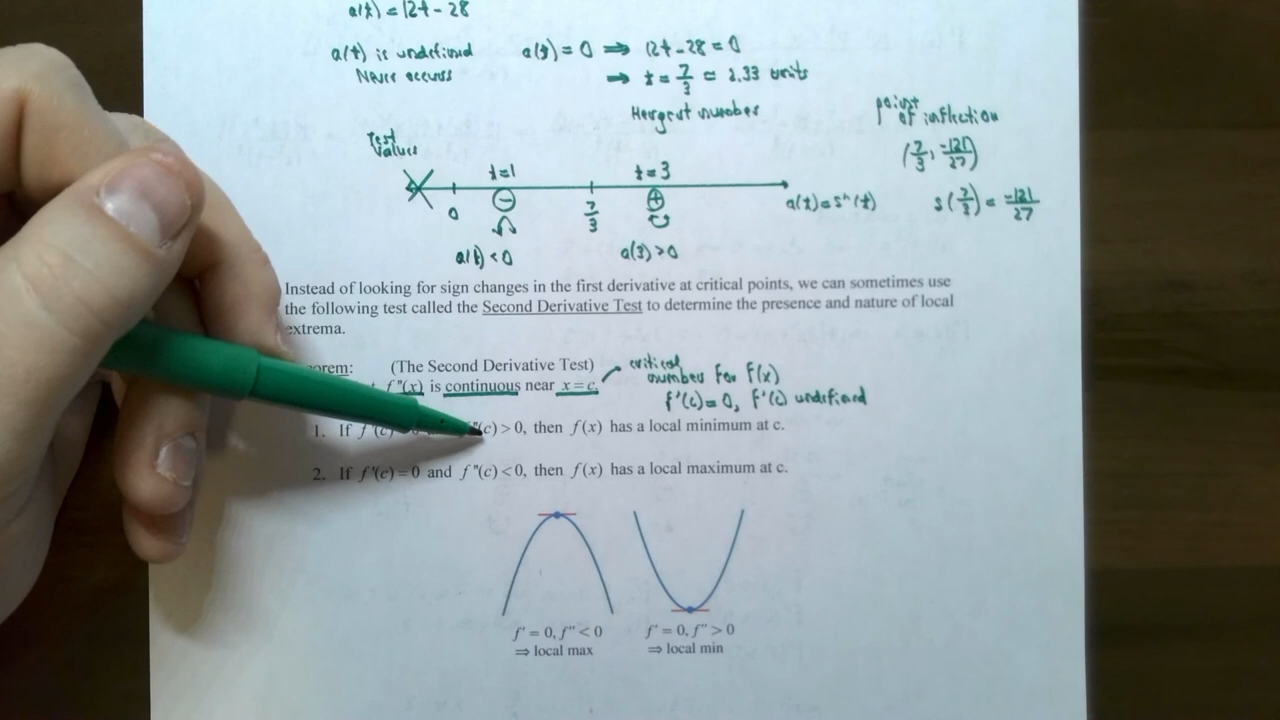 a(t) = 12t - 28
a(t) is undefined
Never occurs
a(t) = 0 ⇒ 12t - 28 = 0
⇒ t = 7/3 ≈ 2.33 units
Hergert number
point of inflection
(7/3, -121/27)
s(7/3) = -121/27
Test
Values
t=1
t=3
0
−
7/3
+
a(t) = s"(t)
a(1) < 0
a(3) > 0
Instead of looking for sign changes in the first derivative at critical points, we can sometimes use
the following test called the Second Derivative Test to determine the presence and nature of local
extrema.
(The Second Derivative Test)
f"(x) is continuous near x = c.
critical
number for f(x)
f'(c) = 0, f'(c) undefined
1. If f'(c) "(c) > 0, then f(x) has a local minimum at c.
2. If f'(c) = 0 and f"(c) < 0, then f(x) has a local maximum at c.
f' = 0, f" < 0
⇒ local max
f' = 0, f" > 0
⇒ local min